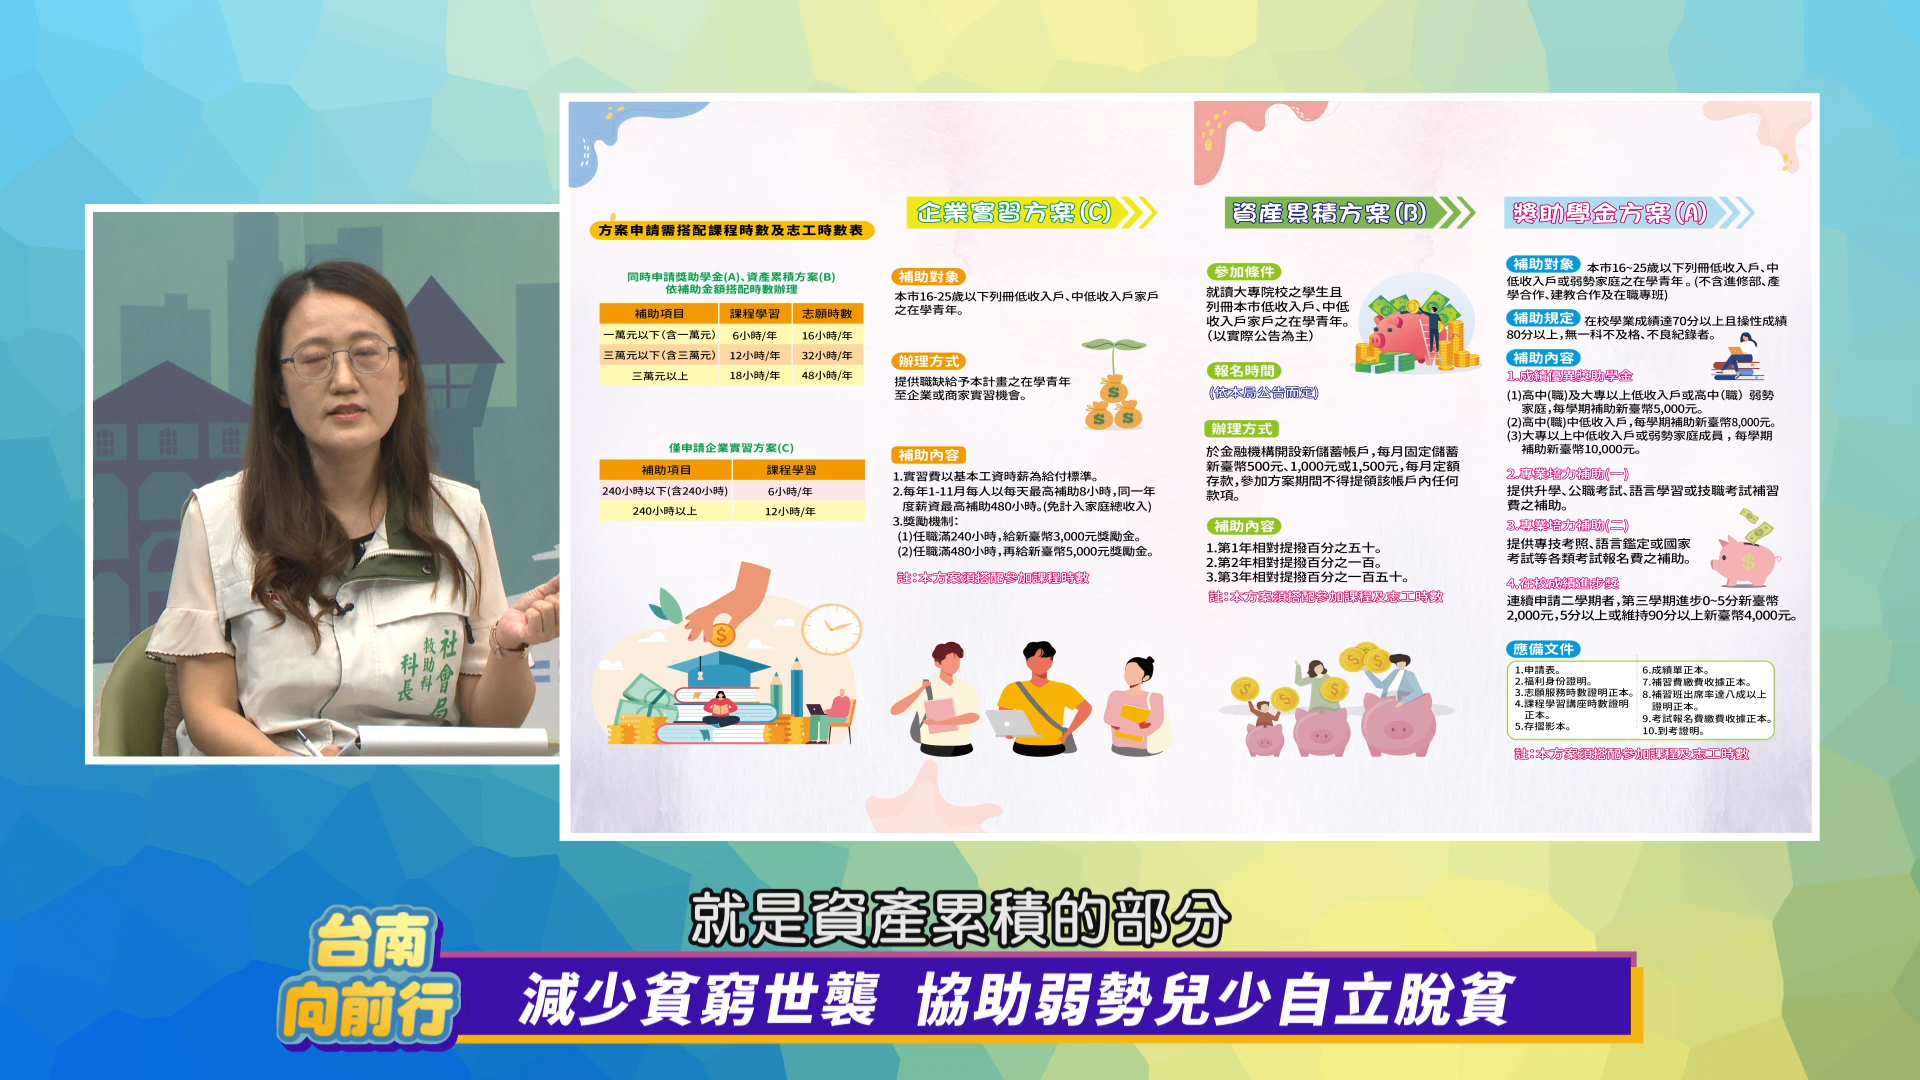 方案申請需搭配課程時數及志工時數表
同時申請獎助學金(A)、資產累積方案(B)
依補助金額搭配時數辦理
補助項目 課程學習 志願時數
一萬元以下(含一萬元) 6小時/年 16小時/年
三萬元以下(含三萬元) 12小時/年 32小時/年
三萬元以上 18小時/年 48小時/年
僅申請企業實習方案(C)
補助項目 課程學習
240小時以下(含240小時) 6小時/年
240小時以上 12小時/年
企業實習方案(C)
補助對象
本市16-25歲以下列冊低收入戶、中低收入戶家戶
之在學青年。
辦理方式
提供職缺給予本計畫之在學青年
至企業或商家實習機會。
補助內容
1.實習費以基本工資時薪為給付標準。
2.每年1-11月每人以每天最高補助8小時,同一年
度薪資最高補助480小時。(免計入家庭總收入)
3.獎勵機制:
(1)任職滿240小時,給新臺幣3,000元獎勵金。
(2)任職滿480小時,再給新臺幣5,000元獎勵金。
註:本方案須搭配參加課程時數
資產累積方案(B)
參加條件
就讀大專院校之學生且
列冊本市低收入戶、中低
收入戶家戶之在學青年。
(以實際公告為主)
報名時間
(依本局公告而定)
辦理方式
於金融機構開設新儲蓄帳戶,每月固定儲蓄
新臺幣500元、1,000元或1,500元,每月定額
存款,參加方案期間不得提領該帳戶內任何
款項。
補助內容
1.第1年相對提撥百分之五十。
2.第2年相對提撥百分之一百。
3.第3年相對提撥百分之一百五十。
註:本方案須搭配參加課程及志工時數
獎助學金方案(A)
補助對象 本市16~25歲以下列冊低收入戶、中
低收入戶或弱勢家庭之在學青年。(不含進修部、產
學合作、建教合作及在職專班)
補助規定 在校學業成績達70分以上且操性成績
80分以上,無一科不及格、不良紀錄者。
補助內容
1.成績優異獎助學金
(1)高中(職)及大專以上低收入戶或高中(職)弱勢
家庭,每學期補助新臺幣5,000元。
(2)高中(職)中低收入戶,每學期補助新臺幣8,000元。
(3)大專以上中低收入戶或弱勢家庭成員,每學期
補助新臺幣10,000元。
2.專業培力補助(一)
提供升學、公職考試、語言學習或技職考試補習
費之補助。
3.專業培力補助(二)
提供專技考照、語言鑑定或國家
考試等各類考試報名費之補助。
4.在校成績進步獎
連續申請二學期者,第三學期進步0~5分新臺幣
2,000元,5分以上或維持90分以上新臺幣4,000元。
應備文件
1.申請表。
2.福利身份證明。
3.志願服務時數證明正本。
4.課程學習講座時數證明
正本。
5.存摺影本。
6.成績單正本。
7.補習費繳費收據正本。
8.補習班出席率達八成以上
證明正本。
9.考試報名費繳費收據正本。
10.到考證明。
註:本方案須搭配參加課程及志工時數
社會局
救助科
科長
就是資產累積的部分
台南
向前行
減少貧窮世襲 協助弱勢兒少自立脫貧